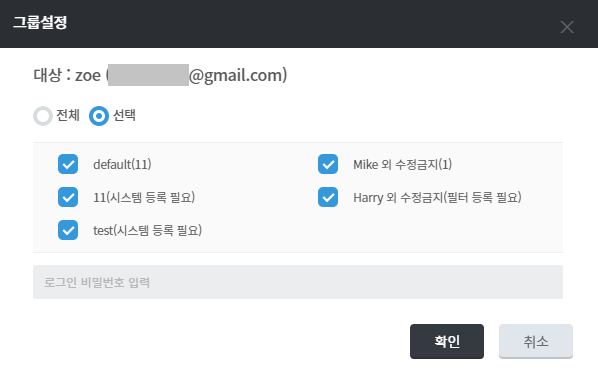 그룹설정
대상 : zoe ( @gmail.com)
전체 선택
default(11) Mike 외 수정금지(1)
11(시스템 등록 필요) Harry 외 수정금지(필터 등록 필요)
test(시스템 등록 필요)
로그인 비밀번호 입력
확인 취소